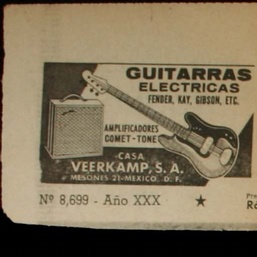 GUITARRAS
ELECTRICAS
FENDER, KAY, GIBSON, ETC.
AMPLIFICADORES
COMET - TONE
CASA
VEERKAMP, S. A.
MESONES 21-MEXICO, D. F.
Nº 8,699 - Año XXX ★